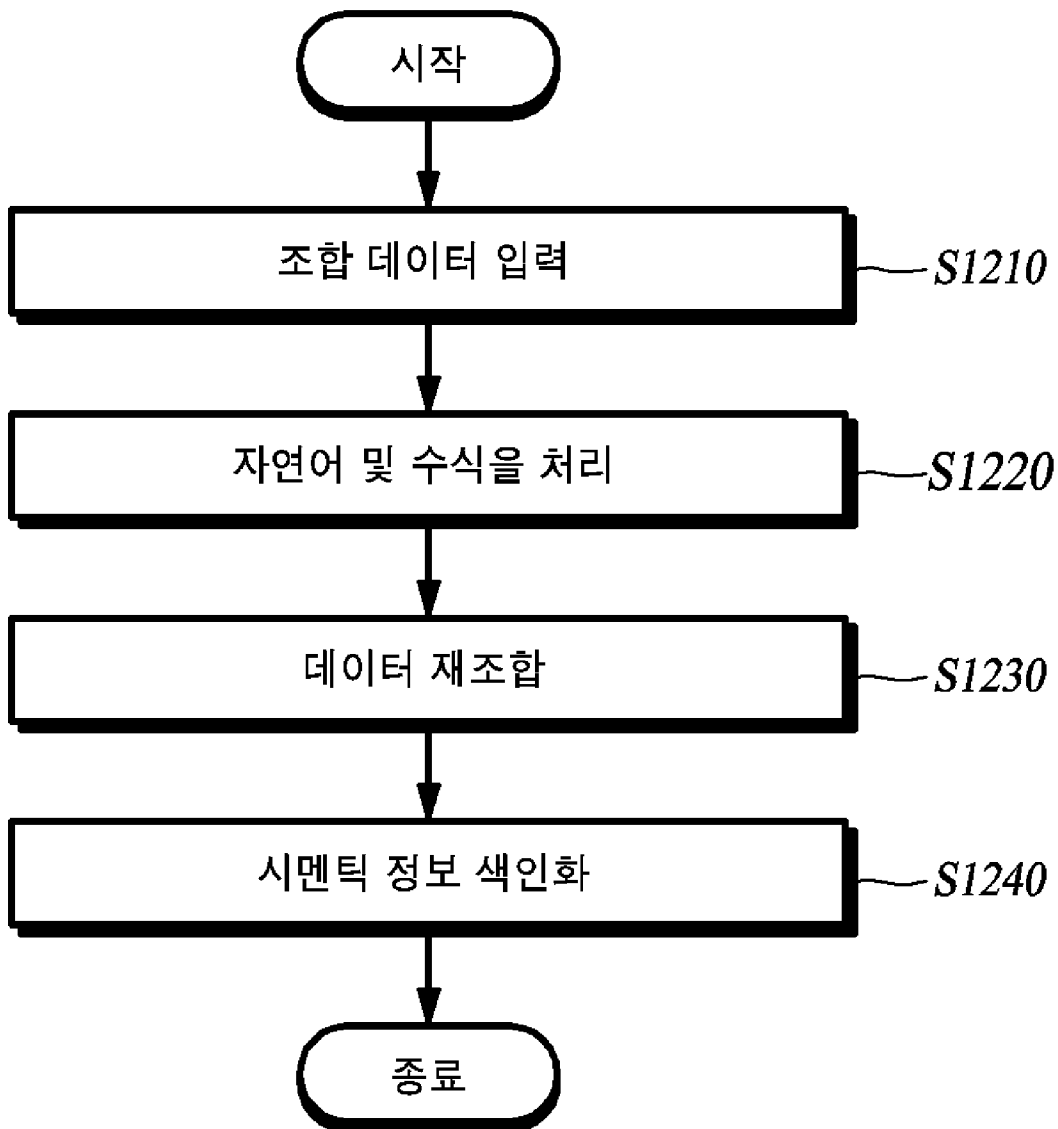 시작
조합 데이터 입력
S1210
자연어 및 수식을 처리
S1220
데이터 재조합
S1230
시멘틱 정보 색인화
S1240
종료